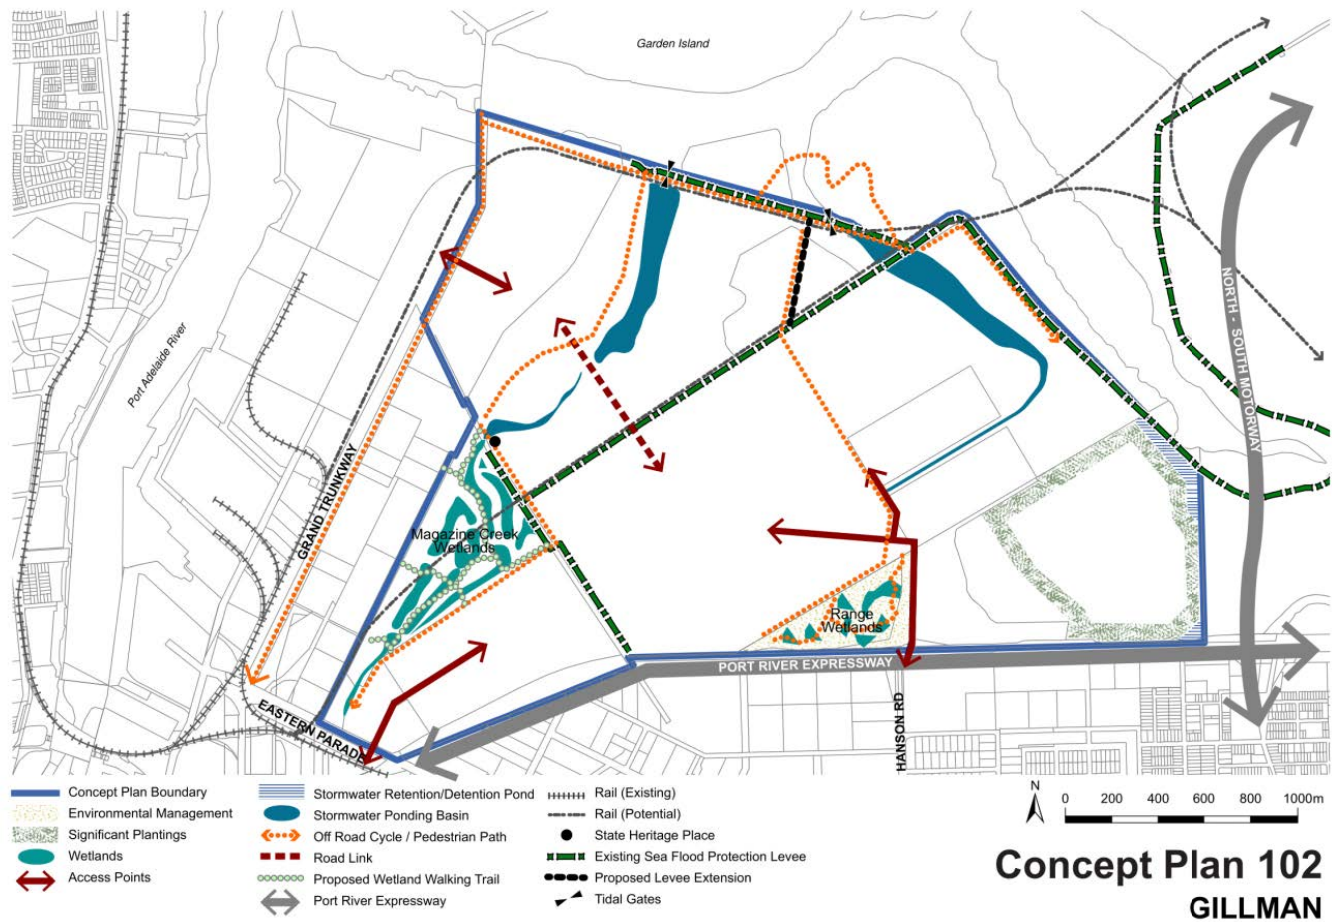 Garden Island
Port Adelaide River
NORTH - SOUTH MOTORWAY
GRAND TRUNKWAY
Magazine Creek
Wetlands
Range
Wetlands
PORT RIVER EXPRESSWAY
EASTERN PARADE
HANSON RD
Concept Plan Boundary
Environmental Management
Significant Plantings
Wetlands
Access Points
Stormwater Retention/Detention Pond
Stormwater Ponding Basin
Off Road Cycle / Pedestrian Path
Road Link
Proposed Wetland Walking Trail
Port River Expressway
Rail (Existing)
Rail (Potential)
State Heritage Place
Existing Sea Flood Protection Levee
Proposed Levee Extension
Tidal Gates
N
0 200 400 600 800 1000m
Concept Plan 102
GILLMAN